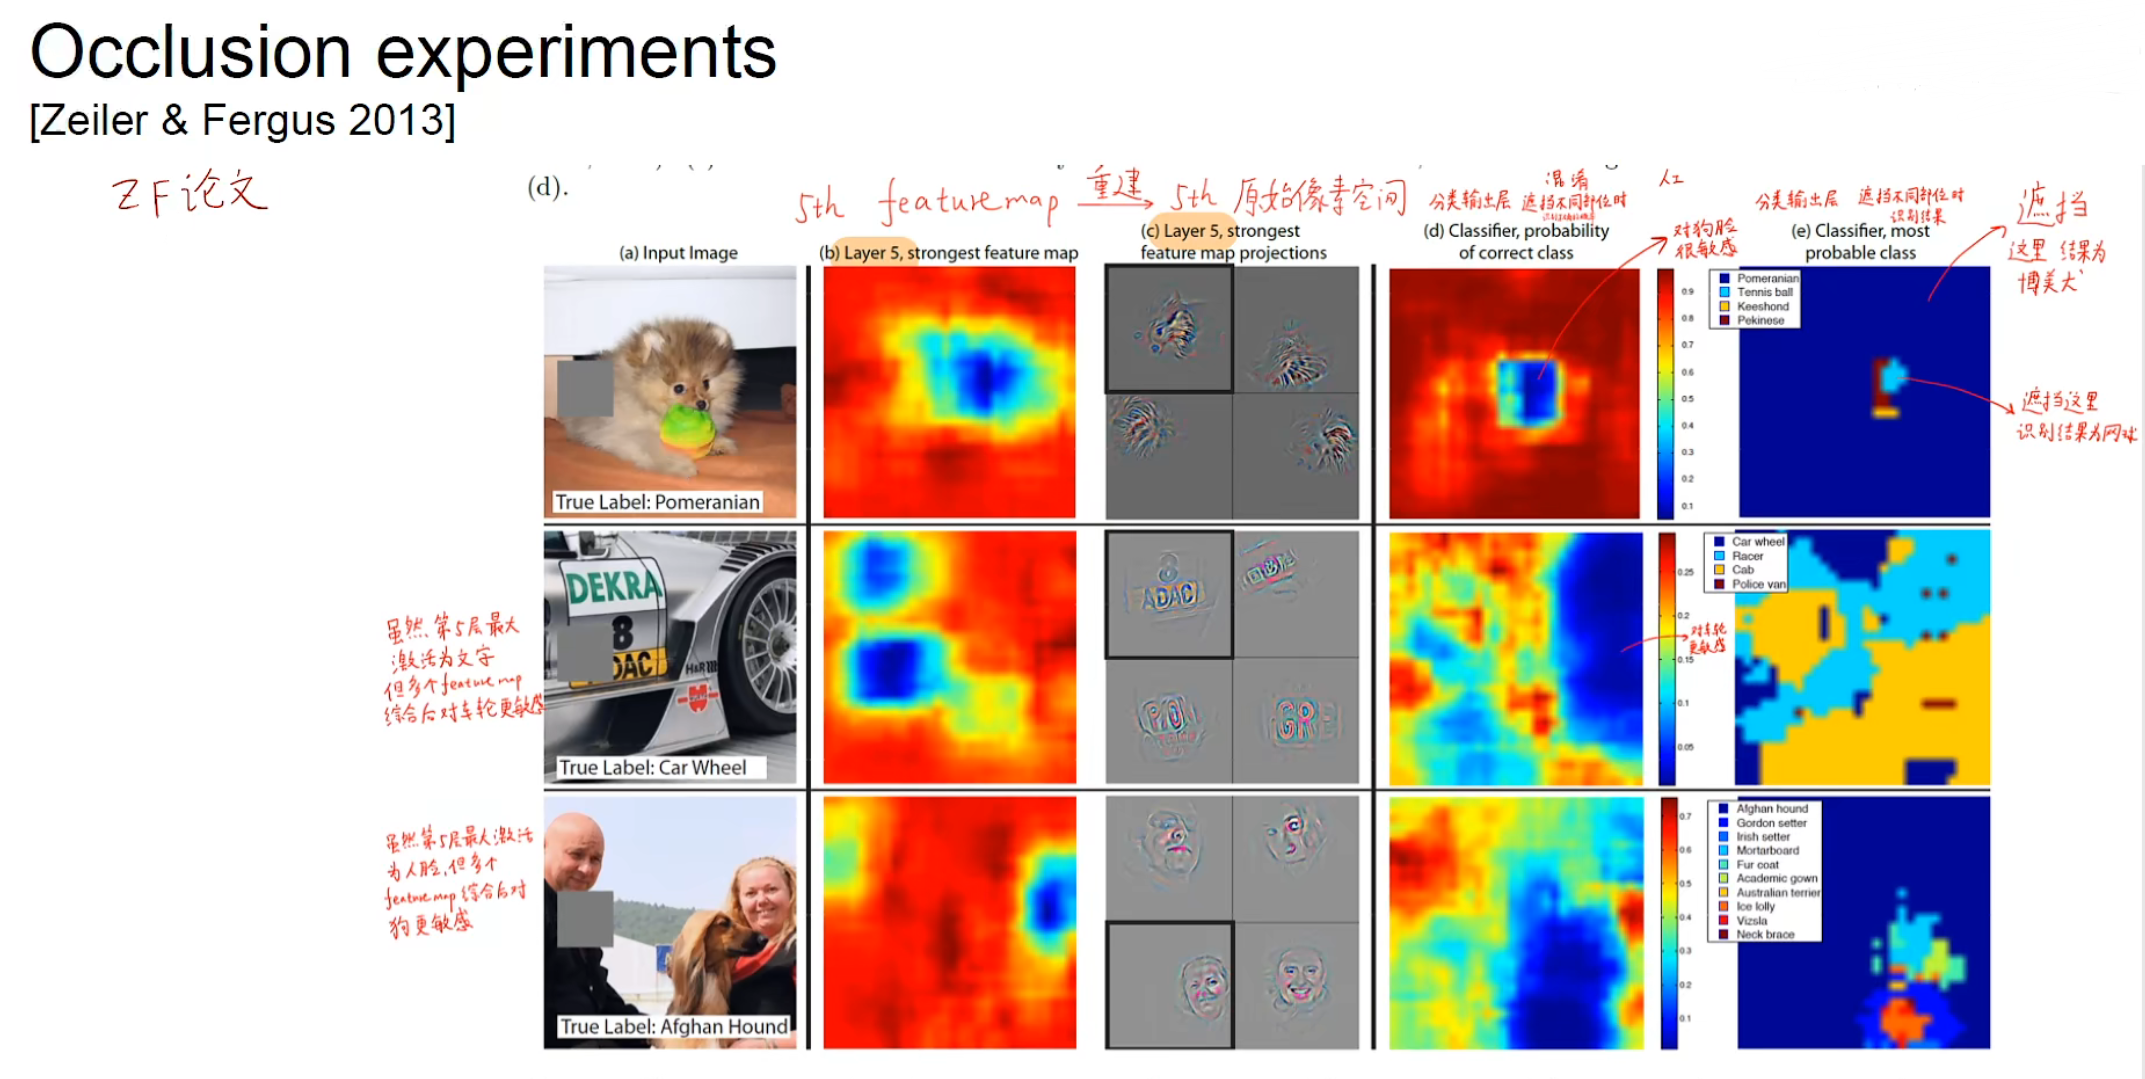 Occlusion experiments
[Zeiler & Fergus 2013]
ZF论文
(d).
5th featuremap 重建 5th 原始像素空间
分类输出层 混淆
遮挡不同部位时
人工
分类输出层 遮挡不同部位时
识别结果
遮挡
这里 结果为
博美犬
对狗脸
很敏感
(a) Input Image
(b) Layer 5, strongest feature map
(c) Layer 5, strongest
feature map projections
(d) Classifier, probability
of correct class
(e) Classifier, most
probable class
True Label: Pomeranian
0.9
0.8
0.7
0.6
0.5
0.4
0.3
0.2
0.1
Pomeranian
Tennis ball
Keeshond
Pekinese
遮挡这里
识别结果为网球
虽然第5层最大
激活为文字
但多个feature map
综合后对车轮更敏感
DEKRA
8
DAC
H&R
True Label: Car Wheel
8
ADAC
PO
GRE
0.25
0.2
0.15
0.1
0.05
对车轮
更敏感
Car wheel
Racer
Cab
Police van
虽然第5层最大激活
为人脸,但多个
feature map综合后对
狗更敏感
True Label: Afghan Hound
0.7
0.6
0.5
0.4
0.3
0.2
0.1
Afghan hound
Gordon setter
Irish setter
Mortarboard
Fur coat
Academic gown
Australian terrier
Ice lolly
Vizsla
Neck brace